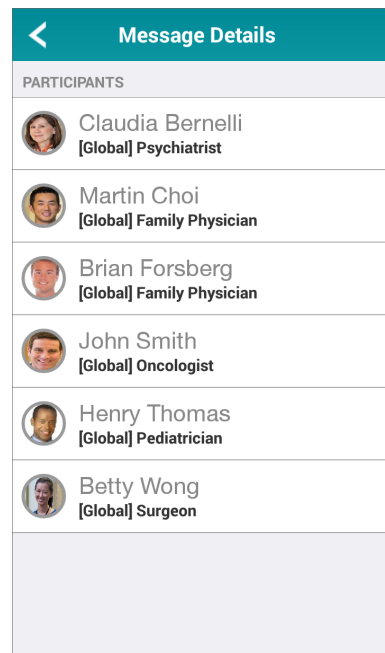 Message Details
PARTICIPANTS
Claudia Bernelli
[Global] Psychiatrist
Martin Choi
[Global] Family Physician
Brian Forsberg
[Global] Family Physician
John Smith
[Global] Oncologist
Henry Thomas
[Global] Pediatrician
Betty Wong
[Global] Surgeon